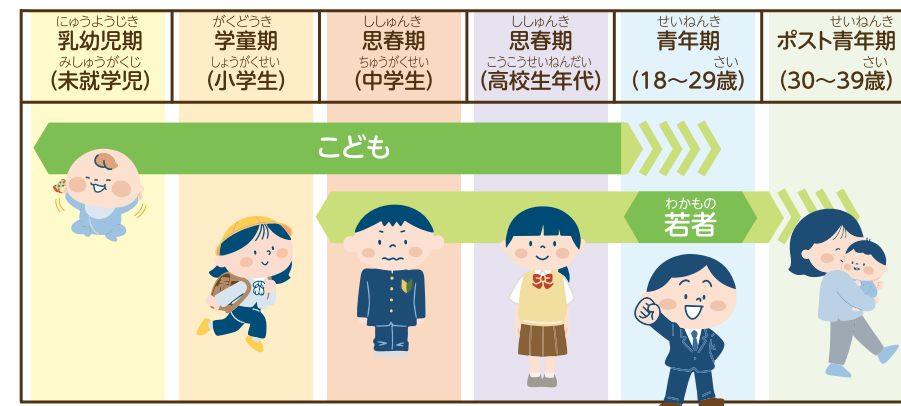 にゅうようじき
乳幼児期
みしゅうがくじ
(未就学児)
がくどうき
学童期
しょうがくせい
(小学生)
ししゅんき
思春期
ちゅうがくせい
(中学生)
ししゅんき
思春期
こうこうせいねんだい
(高校生年代)
せいねんき
青年期
さい
(18〜29歳)
せいねんき
ポスト青年期
さい
(30〜39歳)
こども
わかもの
若者